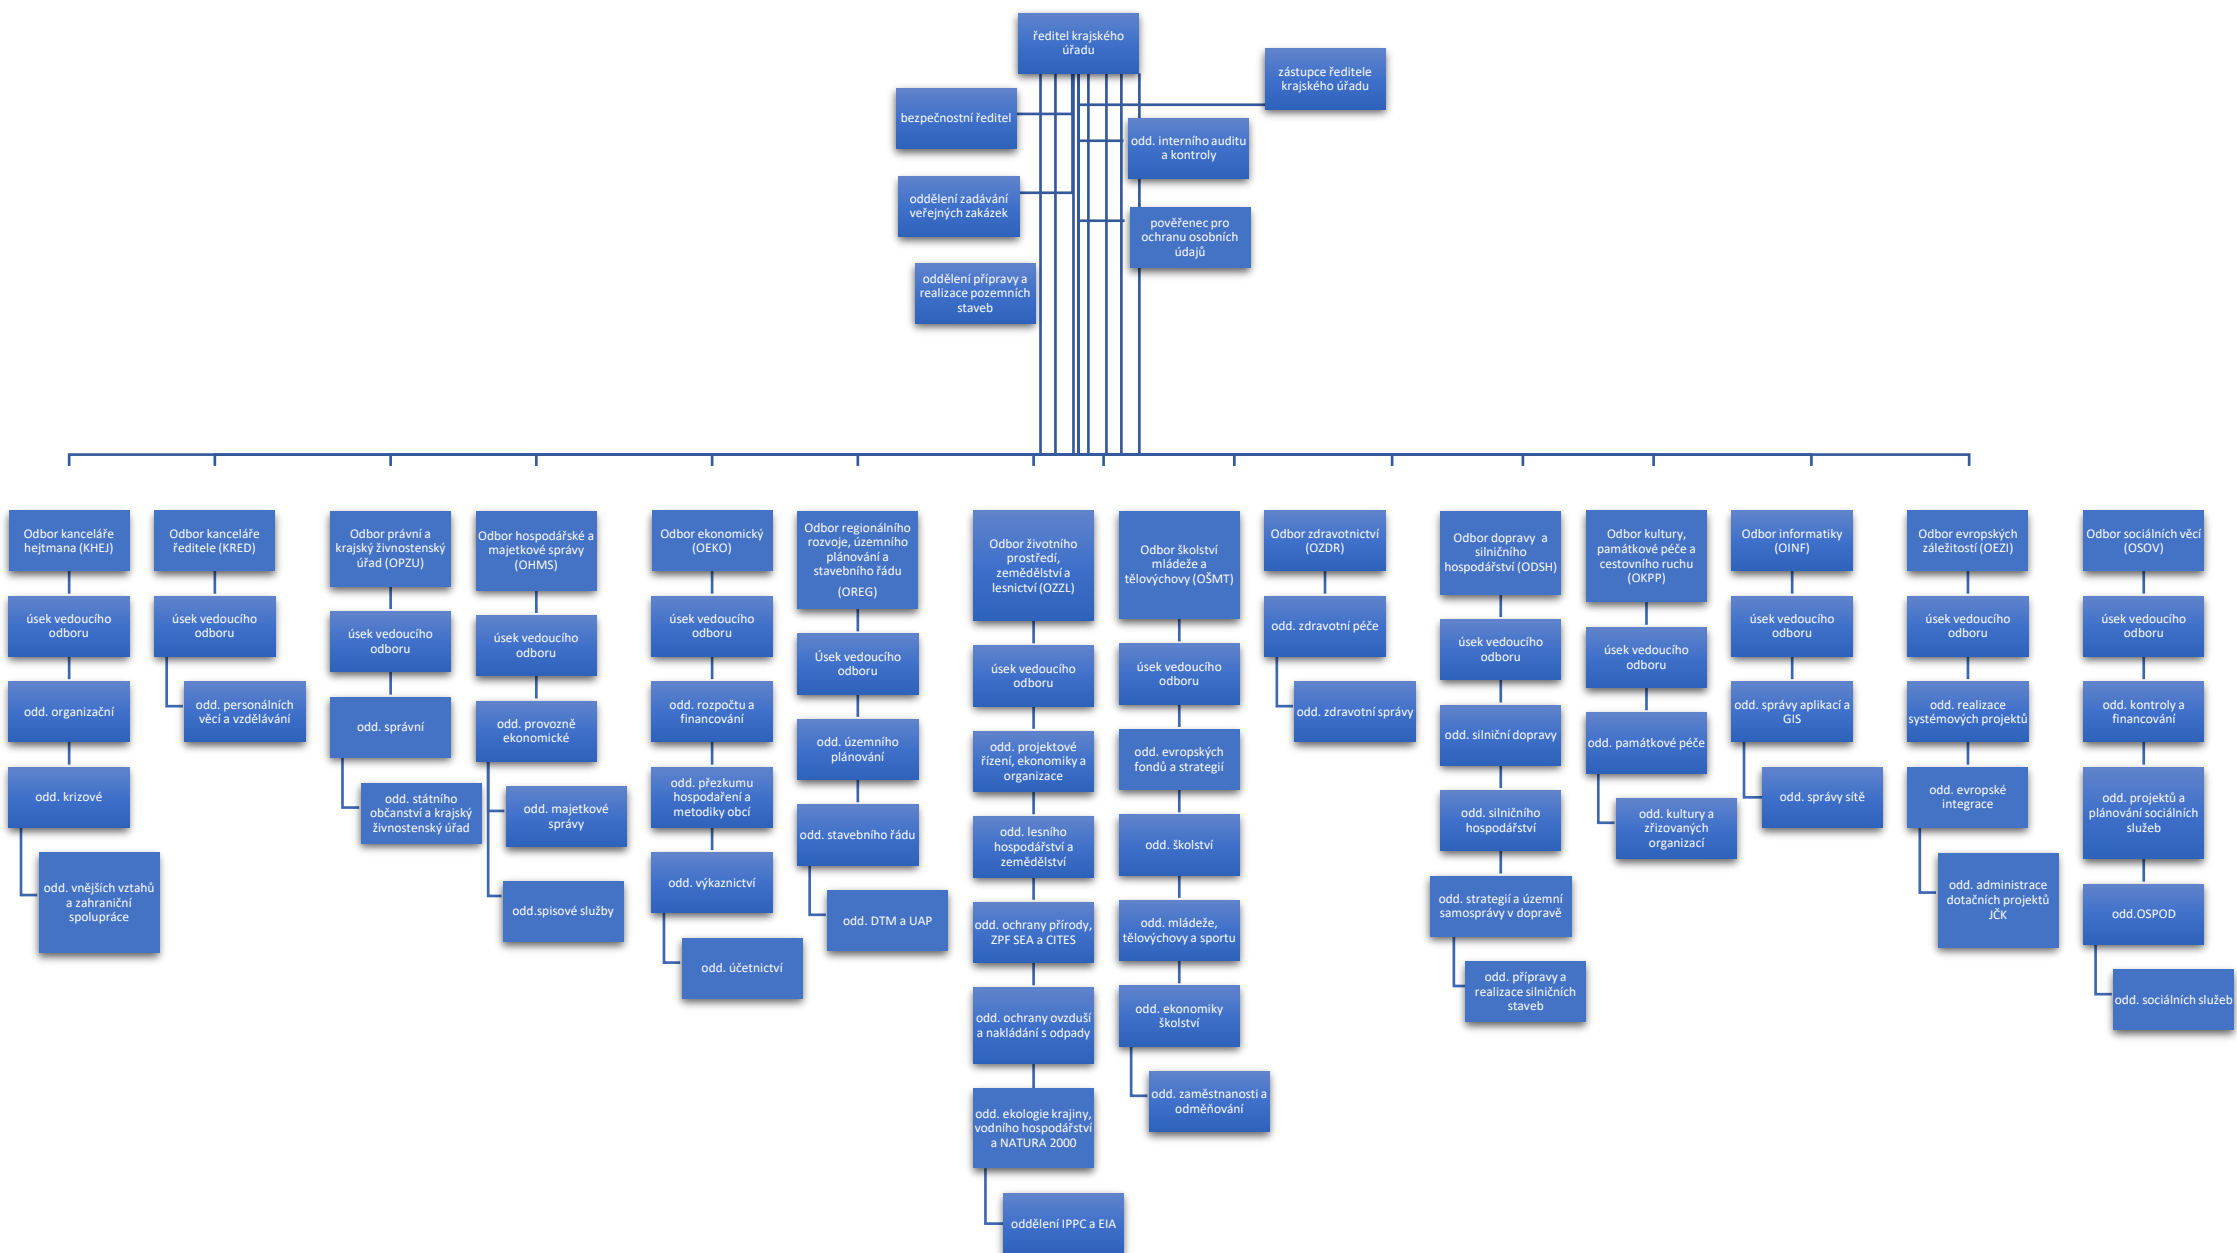 ředitel krajského
úřadu
zástupce ředitele
krajského úřadu
bezpečnostní ředitel
odd. interního auditu
a kontroly
oddělení zadávání
veřejných zakázek
pověřenec pro
ochranu osobních
údajů
oddělení přípravy a
realizace pozemních
staveb
Odbor kanceláře
hejtmana (KHEJ)
úsek vedoucího
odboru
odd. organizační
odd. krizové
odd. vnějších vztahů
a zahraniční
spolupráce
Odbor kanceláře
ředitele (KRED)
úsek vedoucího
odboru
odd. personálních
věcí a vzdělávání
Odbor právní a
krajský živnostenský
úřad (OPZU)
úsek vedoucího
odboru
odd. správní
odd. státního
občanství a krajský
živnostenský úřad
Odbor hospodářské a
majetkové správy
(OHMS)
úsek vedoucího
odboru
odd. provozně
ekonomické
odd. majetkové
správy
odd.spisové služby
Odbor ekonomický
(OEKO)
úsek vedoucího
odboru
odd. rozpočtu a
financování
odd. přezkumu
hospodaření a
metodiky obcí
odd. výkaznictví
odd. účetnictví
Odbor regionálního
rozvoje, územního
plánování a
stavebního řádu
(OREG)
Úsek vedoucího
odboru
odd. územního
plánování
odd. stavebního řádu
odd. DTM a UAP
Odbor životního
prostředí,
zemědělství a
lesnictví (OZZL)
úsek vedoucího
odboru
odd. projektové
řízení, ekonomiky a
organizace
odd. lesního
hospodářství a
zemědělství
odd. ochrany přírody,
ZPF SEA a CITES
odd. ochrany ovzduší
a nakládání s odpady
odd. ekologie krajiny,
vodního hospodářství
a NATURA 2000
oddělení IPPC a EIA
Odbor školství
mládeže a
tělovýchovy (OŠMT)
úsek vedoucího
odboru
odd. evropských
fondů a strategií
odd. školství
odd. mládeže,
tělovýchovy a sportu
odd. ekonomiky
školství
odd. zaměstnanosti a
odměňování
Odbor zdravotnictví
(OZDR)
odd. zdravotní péče
odd. zdravotní správy
Odbor dopravy a
silničního
hospodářství (ODSH)
úsek vedoucího
odboru
odd. silniční dopravy
odd. silničního
hospodářství
odd. strategií a územní
samosprávy v dopravě
odd. přípravy a
realizace silničních
staveb
Odbor kultury,
památkové péče a
cestovního ruchu
(OKPP)
úsek vedoucího
odboru
odd. památkové péče
odd. kultury a
zřizovaných
organizací
Odbor informatiky
(OINF)
úsek vedoucího
odboru
odd. správy aplikací a
GIS
odd. správy sítě
Odbor evropských
záležitostí (OEZI)
úsek vedoucího
odboru
odd. realizace
systémových projektů
odd. evropské
integrace
odd. administrace
dotačních projektů
JČK
Odbor sociálních věcí
(OSOV)
úsek vedoucího
odboru
odd. kontroly a
financování
odd. projektů a
plánování sociálních
služeb
odd.OSPOD
odd. sociálních služeb